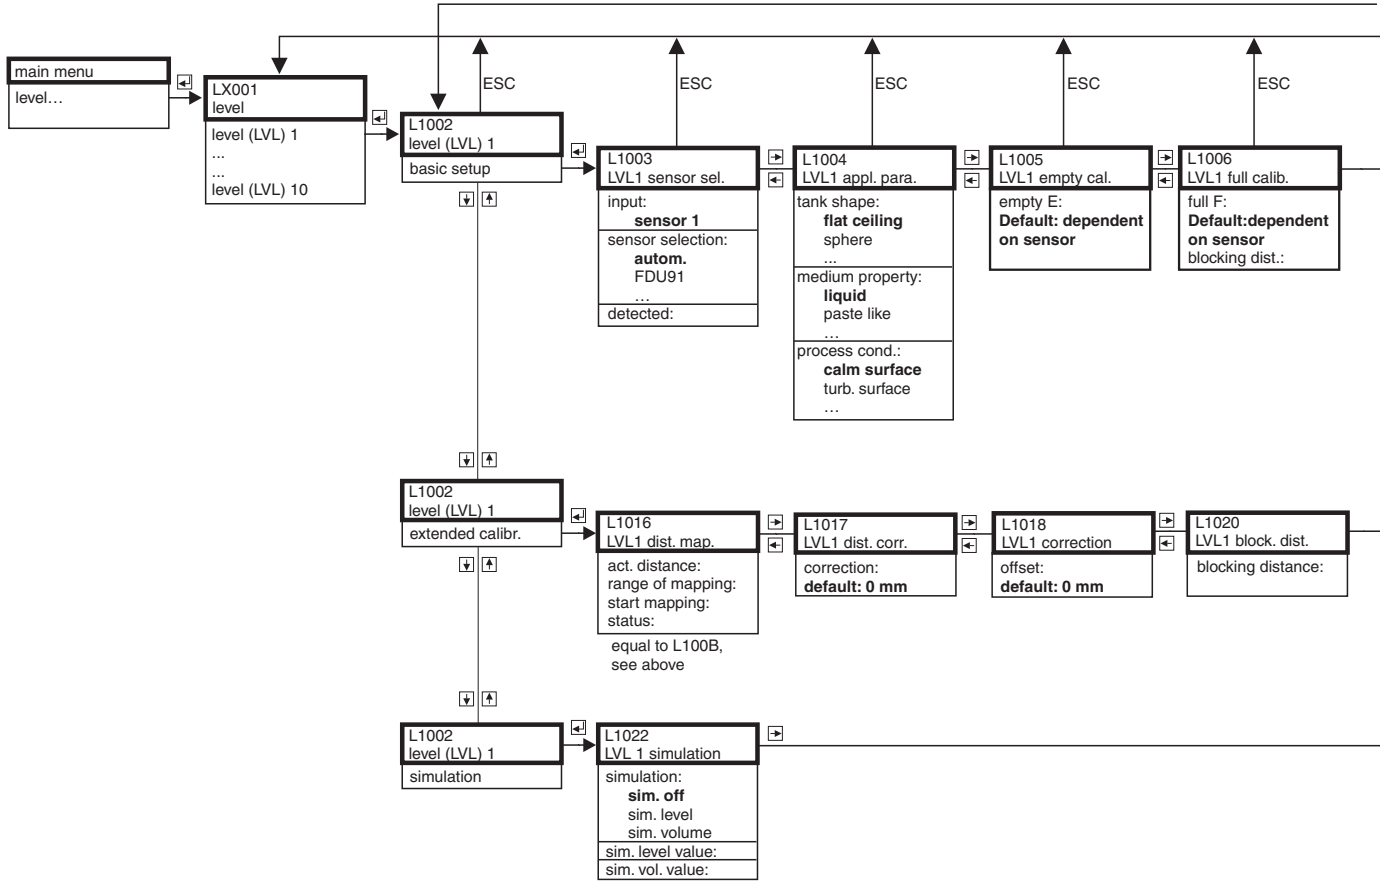 main menu
level…
LX001
level
level (LVL) 1
...
...
level (LVL) 10
L1002
level (LVL) 1
basic setup
ESC
ESC
ESC
ESC
ESC
L1003
LVL1 sensor sel.
input:
sensor 1
sensor selection:
autom.
FDU91
…
detected:
L1004
LVL1 appl. para.
tank shape:
flat ceiling
sphere
...
medium property:
liquid
paste like
…
process cond.:
calm surface
turb. surface
…
L1005
LVL1 empty cal.
empty E:
Default: dependent
on sensor
L1006
LVL1 full calib.
full F:
Default:dependent
on sensor
blocking dist.:
L1002
level (LVL) 1
extended calibr.
L1016
LVL1 dist. map.
act. distance:
range of mapping:
start mapping:
status:
equal to L100B,
see above
L1017
LVL1 dist. corr.
correction:
default: 0 mm
L1018
LVL1 correction
offset:
default: 0 mm
L1020
LVL1 block. dist.
blocking distance:
L1002
level (LVL) 1
simulation
L1022
LVL 1 simulation
simulation:
sim. off
sim. level
sim. volume
sim. level value:
sim. vol. value: